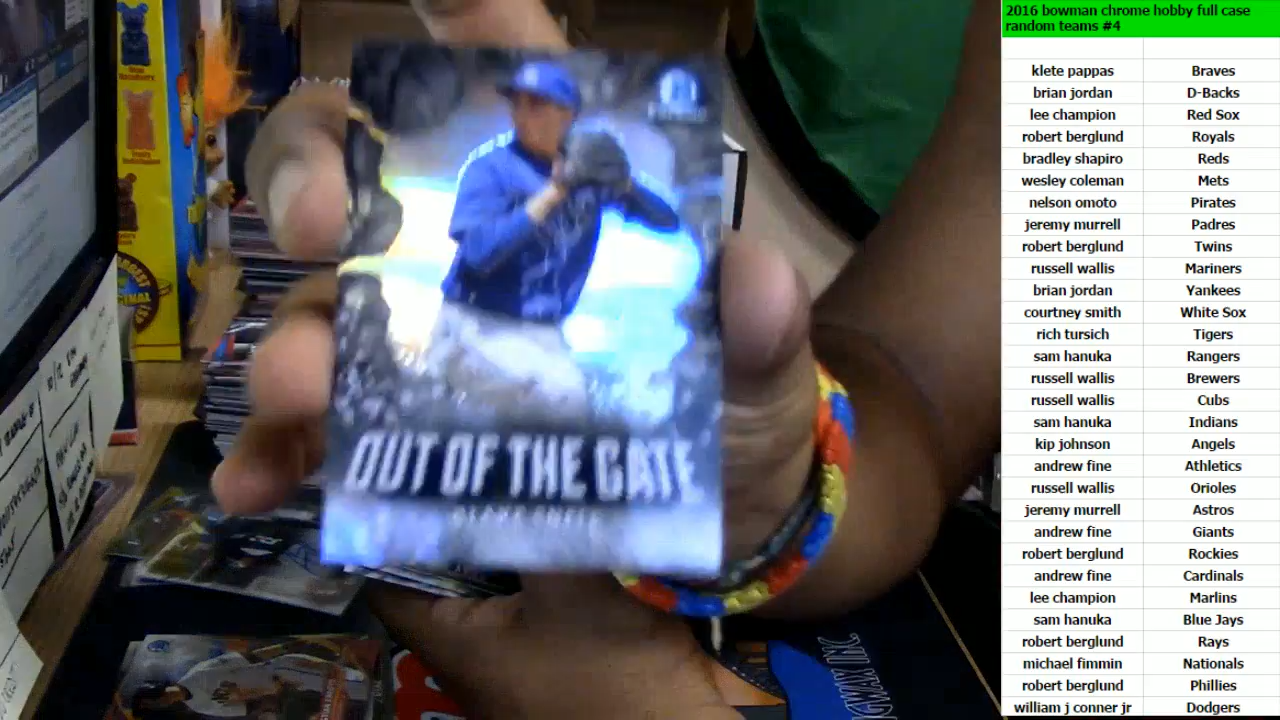 2016 bowman chrome hobby full case
random teams #4
klete pappas Braves
brian jordan D-Backs
lee champion Red Sox
robert berglund Royals
bradley shapiro Reds
wesley coleman Mets
nelson omoto Pirates
jeremy murrell Padres
robert berglund Twins
russell wallis Mariners
brian jordan Yankees
courtney smith White Sox
rich tursich Tigers
sam hanuka Rangers
russell wallis Brewers
russell wallis Cubs
sam hanuka Indians
kip johnson Angels
andrew fine Athletics
russell wallis Orioles
jeremy murrell Astros
andrew fine Giants
robert berglund Rockies
andrew fine Cardinals
lee champion Marlins
sam hanuka Blue Jays
robert berglund Rays
michael fimmin Nationals
robert berglund Phillies
william j conner jr Dodgers
OUT OF THE GATE